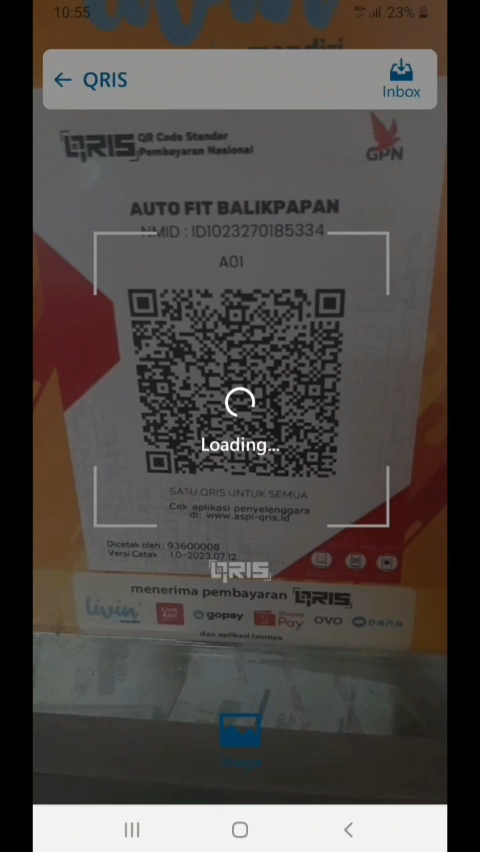 10:55
23%
mandiri
QRIS
Inbox
QRIS QR Code Standar
Pembayaran Nasional
GPN
AUTO FIT BALIKPAPAN
NMID : ID1023270185334
A01
Loading...
SATU QRIS UNTUK SEMUA
Cek aplikasi penyelenggara
di: www.aspi-qris.id
Dicetak oleh : 93600008
Versi Cetak : 1.0-2023.07.12
QRIS
menerima pembayaran QRIS
livin' gopay Pay OVO DANA
dan aplikasi lainnya